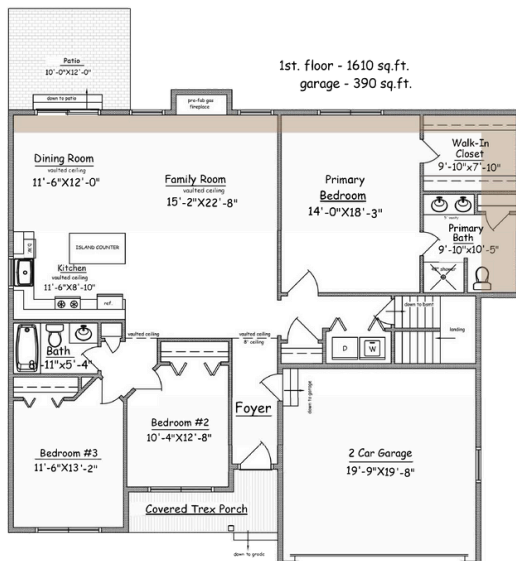 Patio
10'-0"X12'-0"
down to patio
pre-fab gas
fireplace
1st. floor - 1610 sq.ft.
garage - 390 sq.ft.
Dining Room
vaulted ceiling
11'-6"X12'-0"
Family Room
vaulted ceiling
15'-2"X22'-8"
Primary
Bedroom
14'-0"X18'-3"
Walk-In
Closet
9'-10"x7'-10"
Primary
Bath
9'-10"x10'-5"
shower
ISLAND COUNTER
Kitchen
vaulted ceiling
11'-6"X8'-10"
ref.
vaulted ceiling
vaulted ceiling
8' ceiling
down to bsmt
landing
D
W
Bath
-11"x5'-4"
Foyer
down to garage
Bedroom #2
10'-4"X12'-8"
Bedroom #3
11'-6"X13'-2"
2 Car Garage
19'-9"X19'-8"
Covered Trex Porch
down to grade